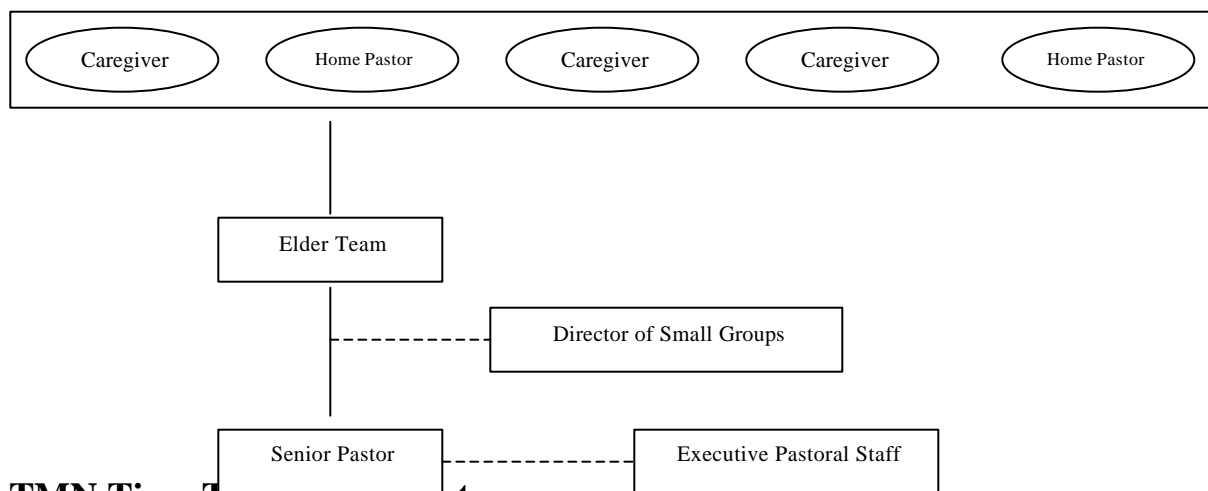 Caregiver
Home Pastor
Caregiver
Caregiver
Home Pastor
Elder Team
Director of Small Groups
Senior Pastor
Executive Pastoral Staff